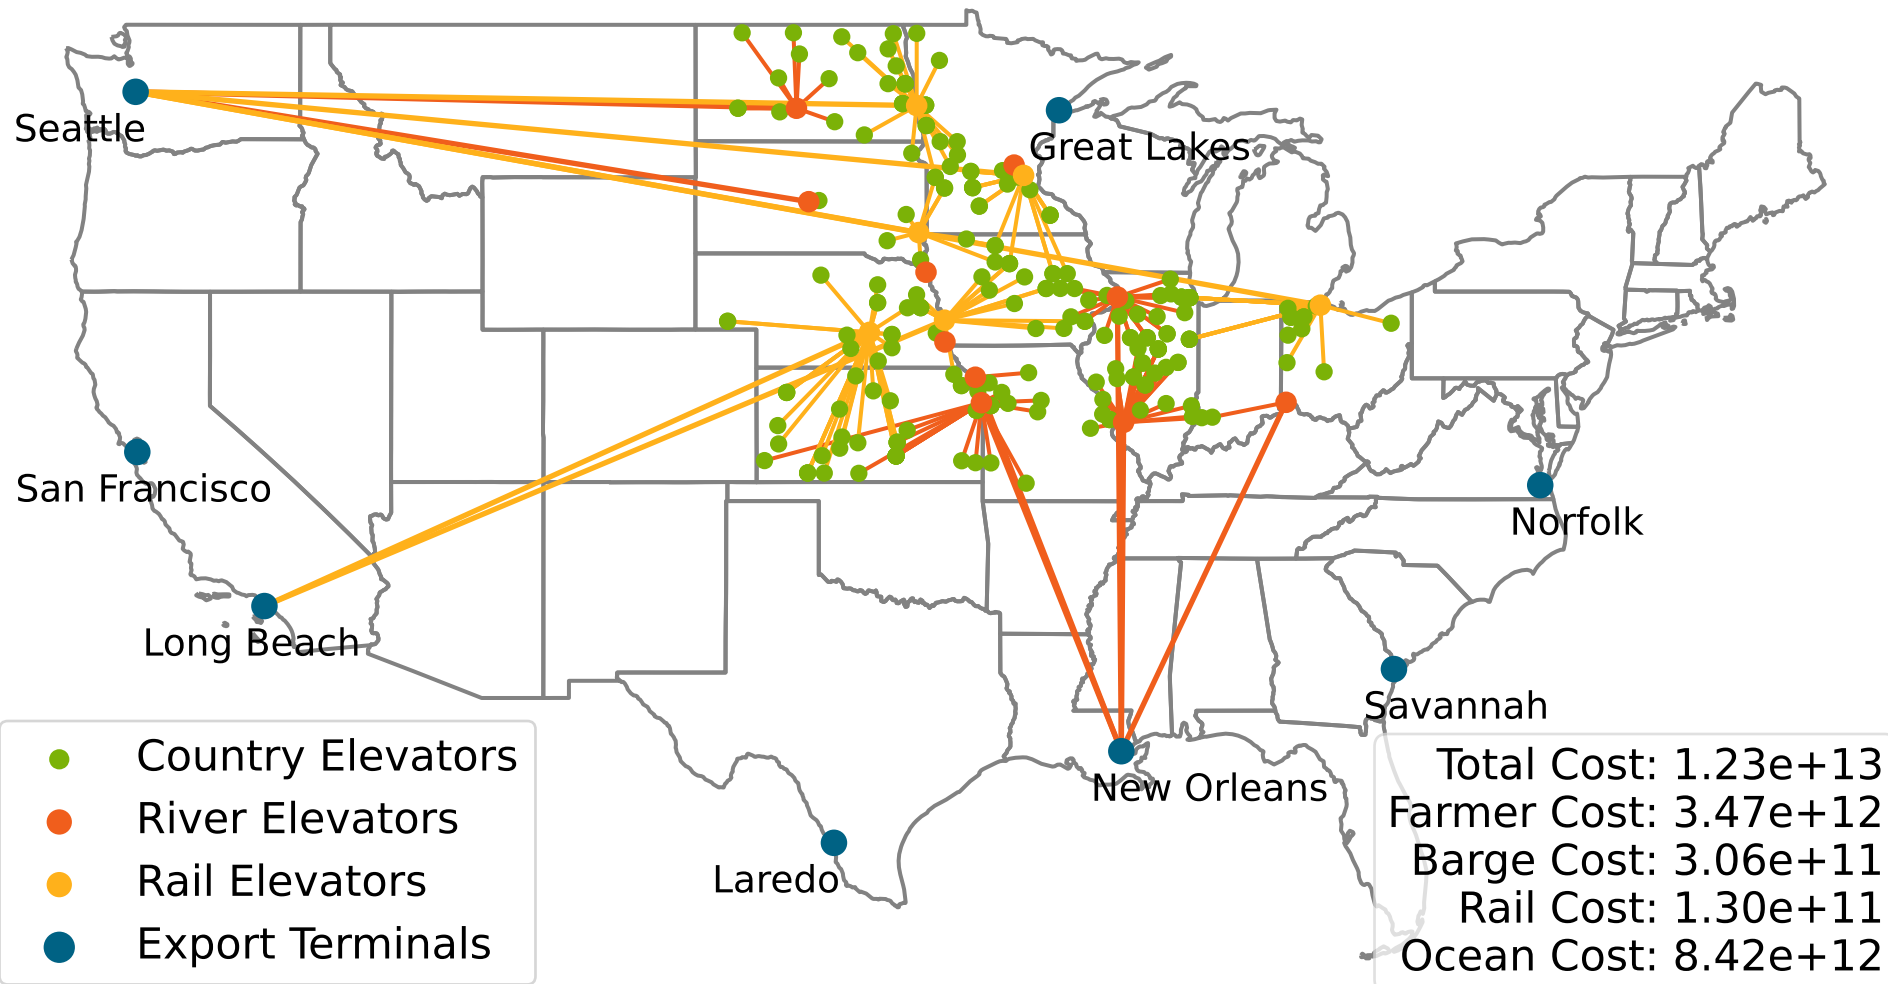 Seattle
Great Lakes
San Francisco
Norfolk
Long Beach
Savannah
New Orleans
Laredo
Country Elevators
River Elevators
Rail Elevators
Export Terminals
Total Cost: 1.23e+13
Farmer Cost: 3.47e+12
Barge Cost: 3.06e+11
Rail Cost: 1.30e+11
Ocean Cost: 8.42e+12